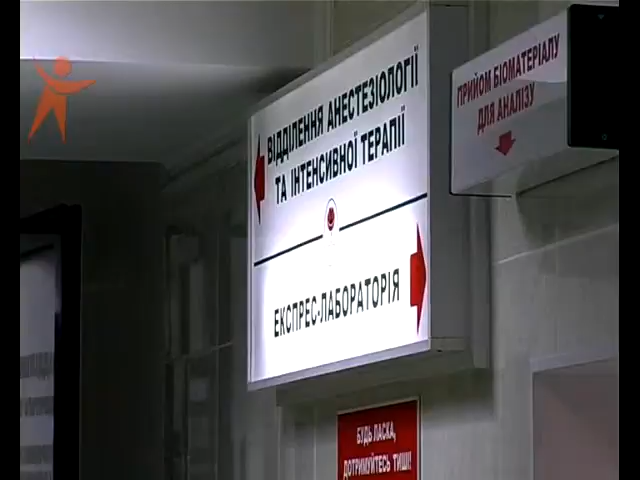 ВІДДІЛЕННЯ АНЕСТЕЗІОЛОГІЇ
ТА ІНТЕНСИВНОЇ ТЕРАПІЇ
ЕКСПРЕС-ЛАБОРАТОРІЯ
ПРИЙОМ БІОМАТЕРІАЛУ
ДЛЯ АНАЛІЗУ
БУДЬ ЛАСКА,
ДОТРИМУЙТЕСЬ ТИШІ!